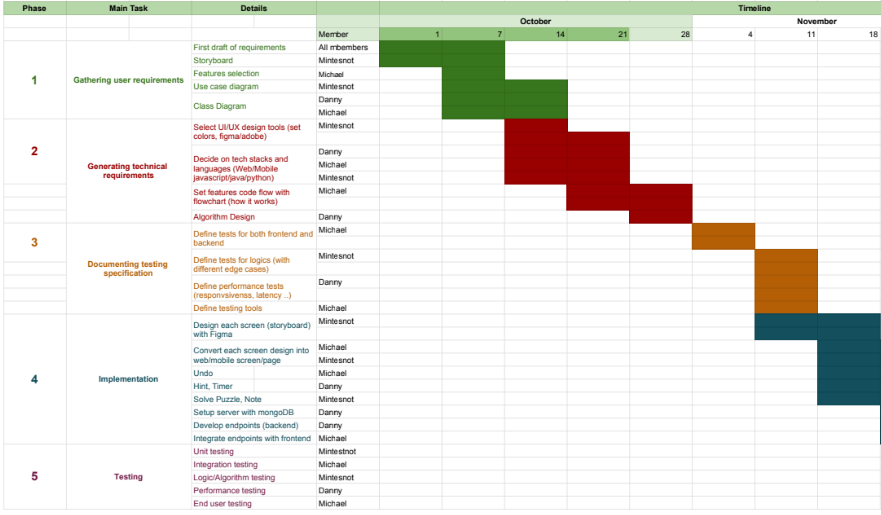 Phase Main Task Details Timeline
October November
Member 1 7 14 21 28 4 11 18
1 Gathering user requirements
First draft of requirements All mbembers
Storyboard Mintesnot
Features selection Michael
Use case diagram Mintesnot
Class Diagram Danny
Michael
2 Generating technical requirements
Select UI/UX design tools (set Mintesnot
colors, figma/adobe)
Danny
Decide on tech stacks and Michael
languages (Web/Mobile
javascript/java/python) Mintesnot
Set features code flow with Michael
flowchart (how it works)
Algorithm Design Danny
3 Documenting testing specification
Define tests for both frontend and Michael
backend
Define tests for logics (with Mintesnot
different edge cases)
Define performance tests Danny
(responvsivenss, latency ..)
Define testing tools Michael
4 Implementation
Design each screen (storyboard) Mintesnot
with Figma
Convert each screen design into Michael
web/mobile screen/page Mintesnot
Undo Michael
Hint, Timer Danny
Solve Puzzle, Note Mintesnot
Setup server with mongoDB Danny
Develop endpoints (backend) Danny
Integrate endpoints with frontend Michael
5 Testing
Unit testing Mintestnot
Integration testing Michael
Logic/Algorithm testing Mintesnot
Performance testing Danny
End user testing Michael